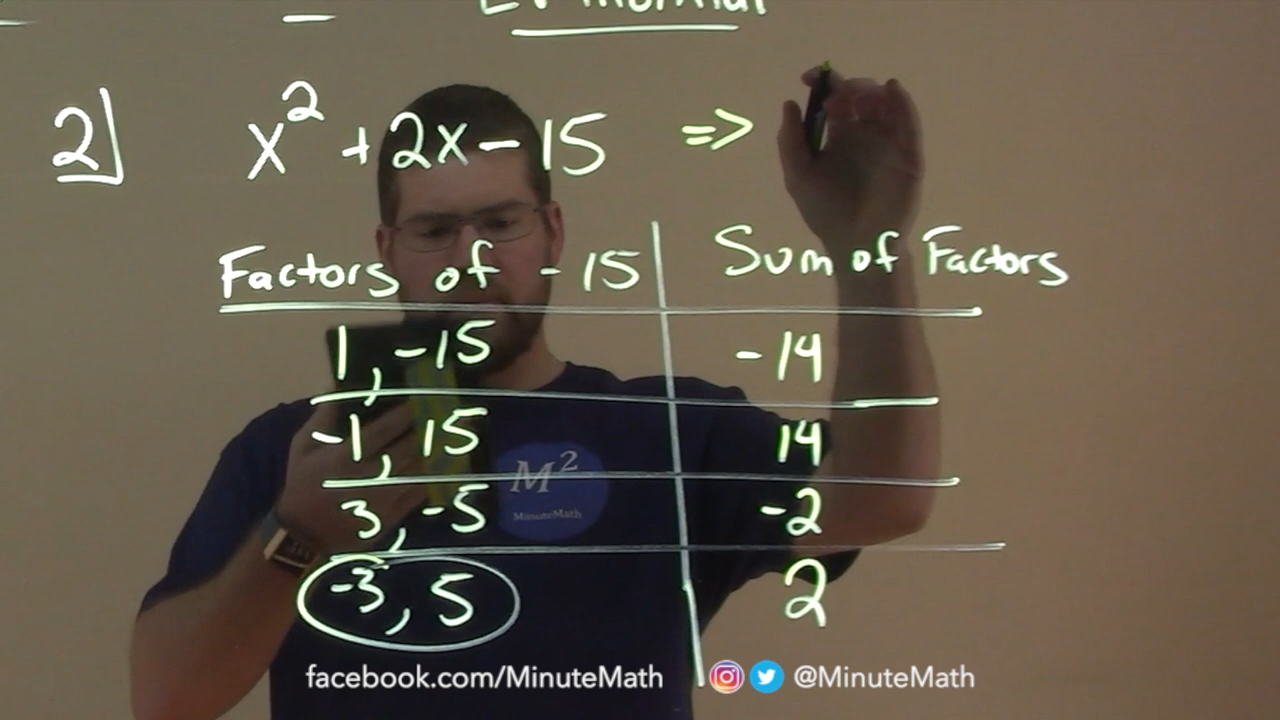 2] x² + 2x - 15 =>
Factors of -15 Sum of Factors
1, -15 -14
-1, 15 14
3, -5 -2
-3, 5 2
M²
MinuteMath
facebook.com/MinuteMath @MinuteMath